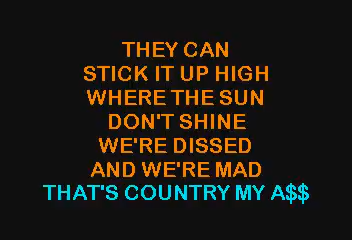 THEY CAN
STICK IT UP HIGH
WHERE THE SUN
DON'T SHINE
WE'RE DISSED
AND WE'RE MAD
THAT'S COUNTRY MY A$$